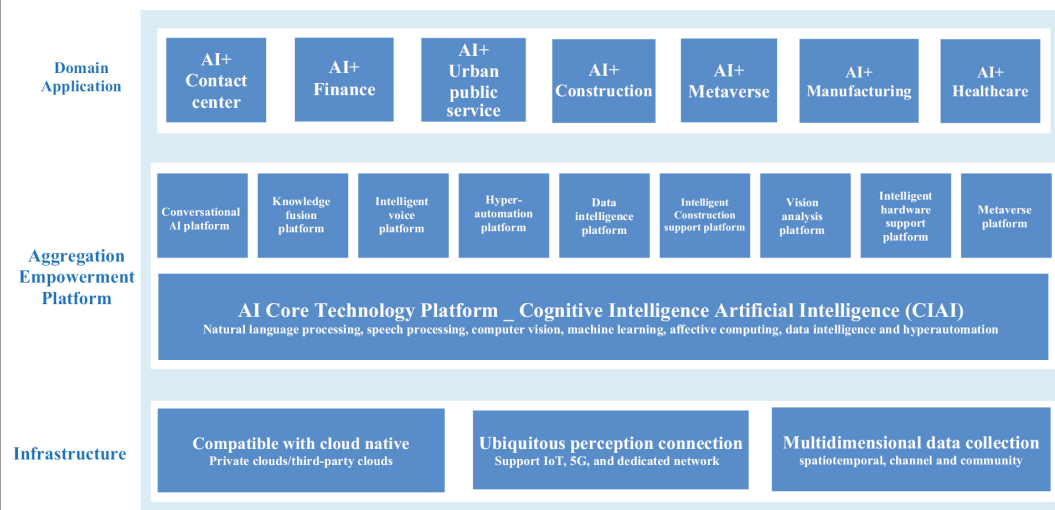 Domain
Application
AI+
Contact
center
AI+
Finance
AI+
Urban
public
service
AI+
Construction
AI+
Metaverse
AI+
Manufacturing
AI+
Healthcare
Aggregation
Empowerment
Platform
Conversational
AI platform
Knowledge
fusion
platform
Intelligent
voice
platform
Hyper-
automation
platform
Data
intelligence
platform
Intelligent
Construction
support platform
Vision
analysis
platform
Intelligent
hardware
support
platform
Metaverse
platform
AI Core Technology Platform _ Cognitive Intelligence Artificial Intelligence (CIAI)
Natural language processing, speech processing, computer vision, machine learning, affective computing, data intelligence and hyperautomation
Infrastructure
Compatible with cloud native
Private clouds/third-party clouds
Ubiquitous perception connection
Support IoT, 5G, and dedicated network
Multidimensional data collection
spatiotemporal, channel and community